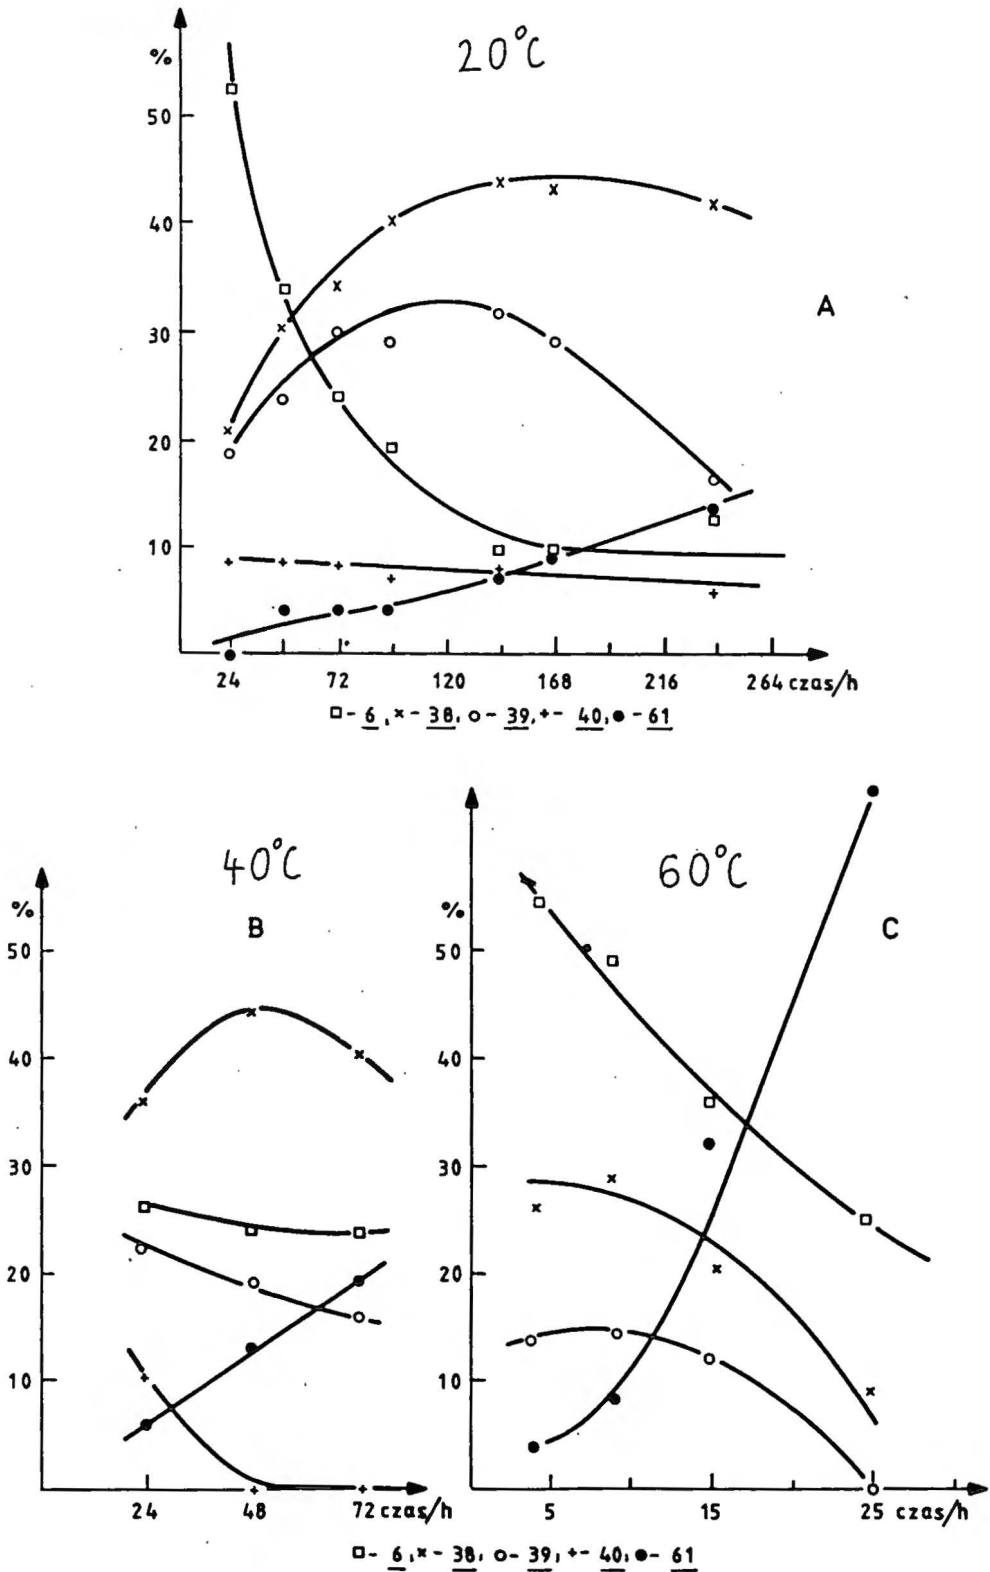 20°C
%
50
40
30
20
10
A
24 72 120 168 216 264 czas/h
□- 6, x- 38, o- 39, +- 40, ●- 61
40°C
B
%
50
40
30
20
10
24 48 72 czas/h
60°C
C
%
50
40
30
20
10
5 15 25 czas/h
□- 6, x- 38, o- 39, +- 40, ●- 61